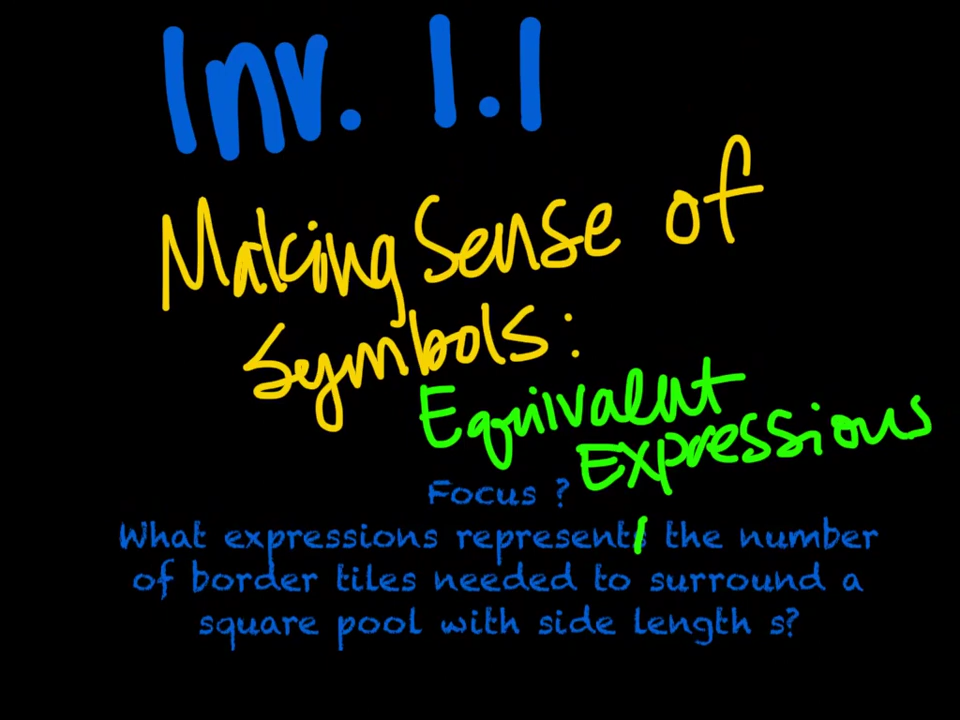 Inv. 1.1
Making Sense of
Symbols:
Equivalent
Expressions
Focus ?
What expressions represent the number
of border tiles needed to surround a
square pool with side length s?